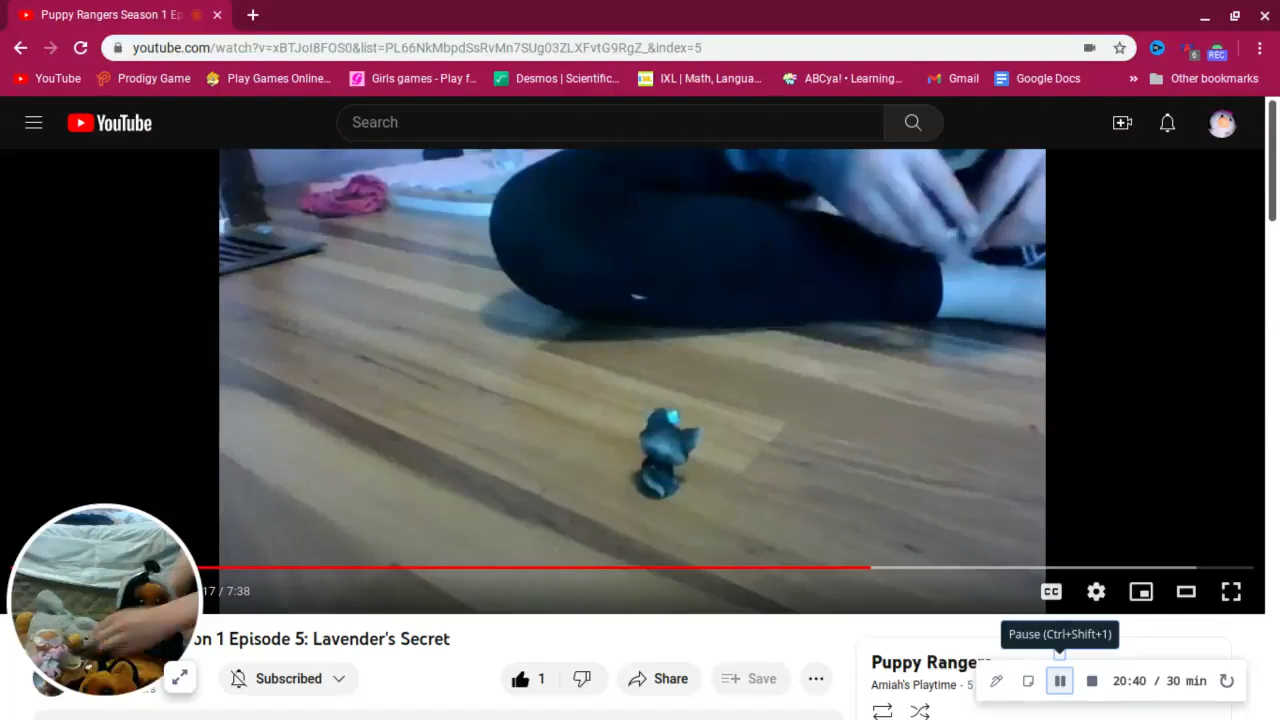 Puppy Rangers Season 1 Ep
youtube.com/watch?v=xBTJoI8FOS0&list=PL66NkMbpdSsRvMn7SUg03ZLXFvtG9RgZ_&index=5
6
REC
YouTube
Prodigy Game
Play Games Online...
Girls games - Play f...
Desmos | Scientific...
IXL | Math, Langua...
ABCya! • Learning...
Gmail
Google Docs
»
Other bookmarks
YouTube
Search
17 / 7:38
CC
Pause (Ctrl+Shift+1)
on 1 Episode 5: Lavender's Secret
Subscribed
1
Share
Save
Puppy Rangers
Amiah's Playtime - 5
20:40 / 30 min